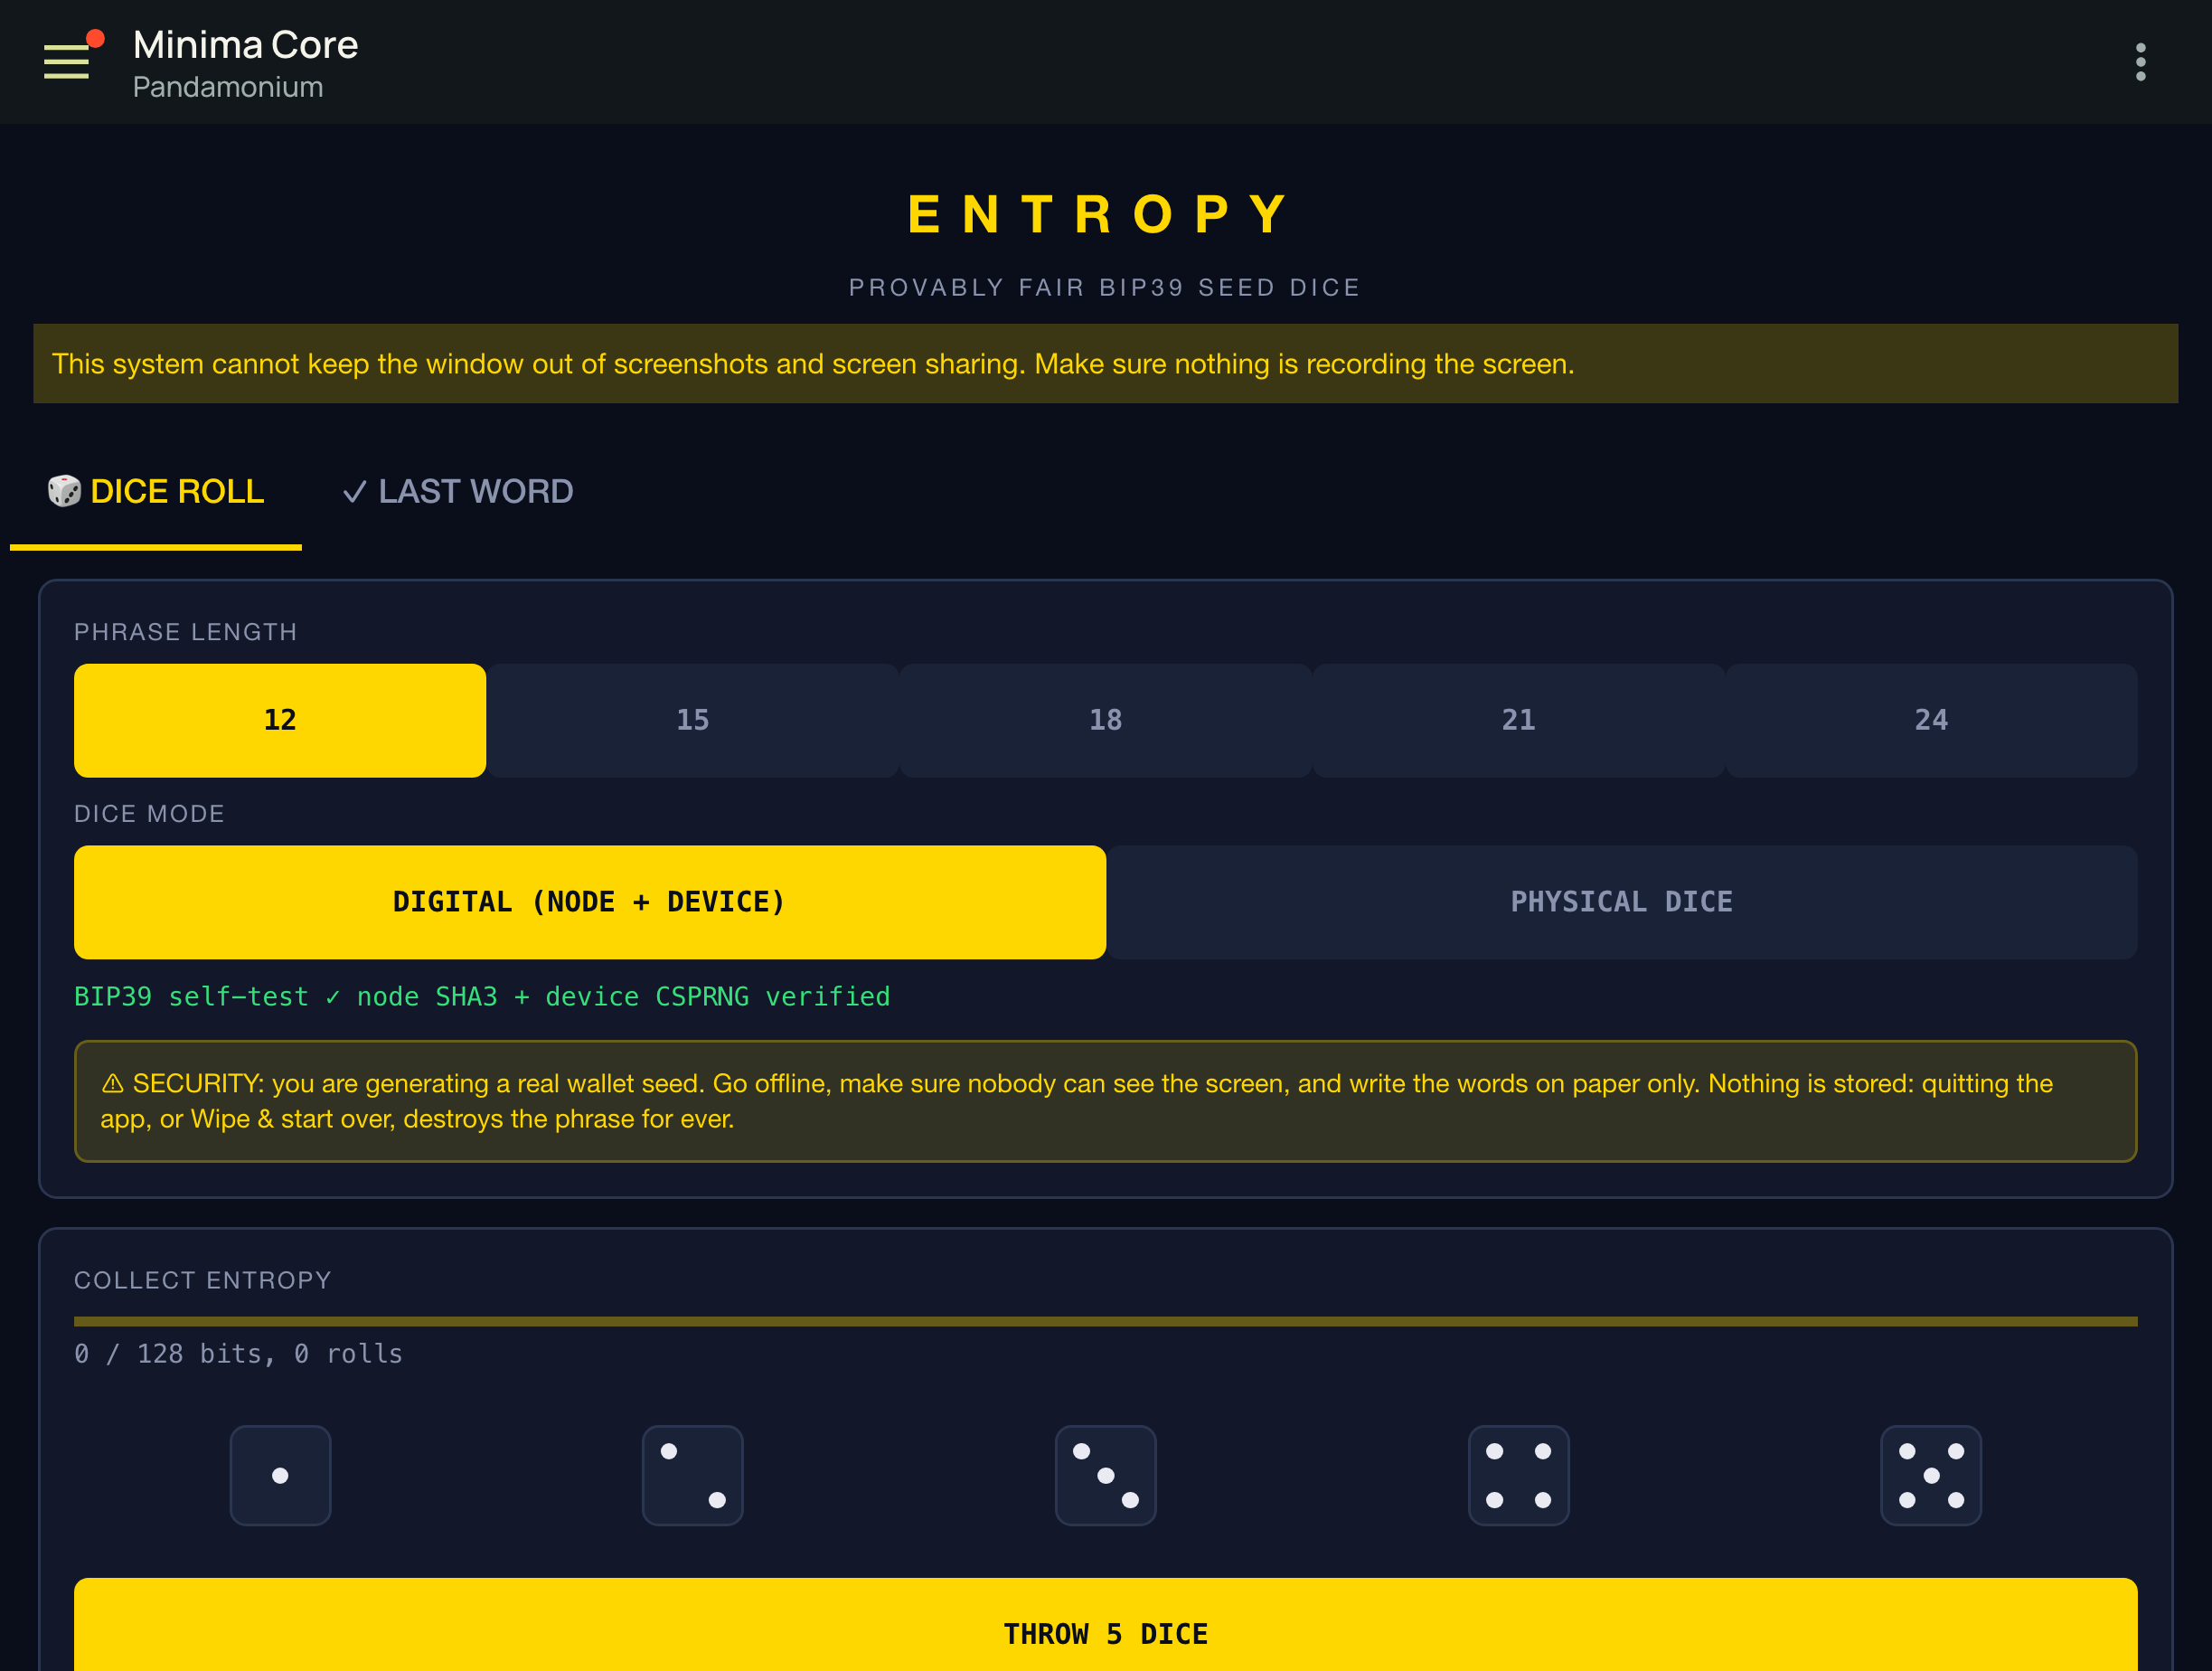 Minima Core
Pandamonium
ENTROPY
PROVABLY FAIR BIP39 SEED DICE
This system cannot keep the window out of screenshots and screen sharing. Make sure nothing is recording the screen.
🎲 DICE ROLL ✓ LAST WORD
PHRASE LENGTH
12 15 18 21 24
DICE MODE
DIGITAL (NODE + DEVICE) PHYSICAL DICE
BIP39 self-test ✓ node SHA3 + device CSPRNG verified
⚠ SECURITY: you are generating a real wallet seed. Go offline, make sure nobody can see the screen, and write the words on paper only. Nothing is stored: quitting the
app, or Wipe & start over, destroys the phrase for ever.
COLLECT ENTROPY
0 / 128 bits, 0 rolls
THROW 5 DICE